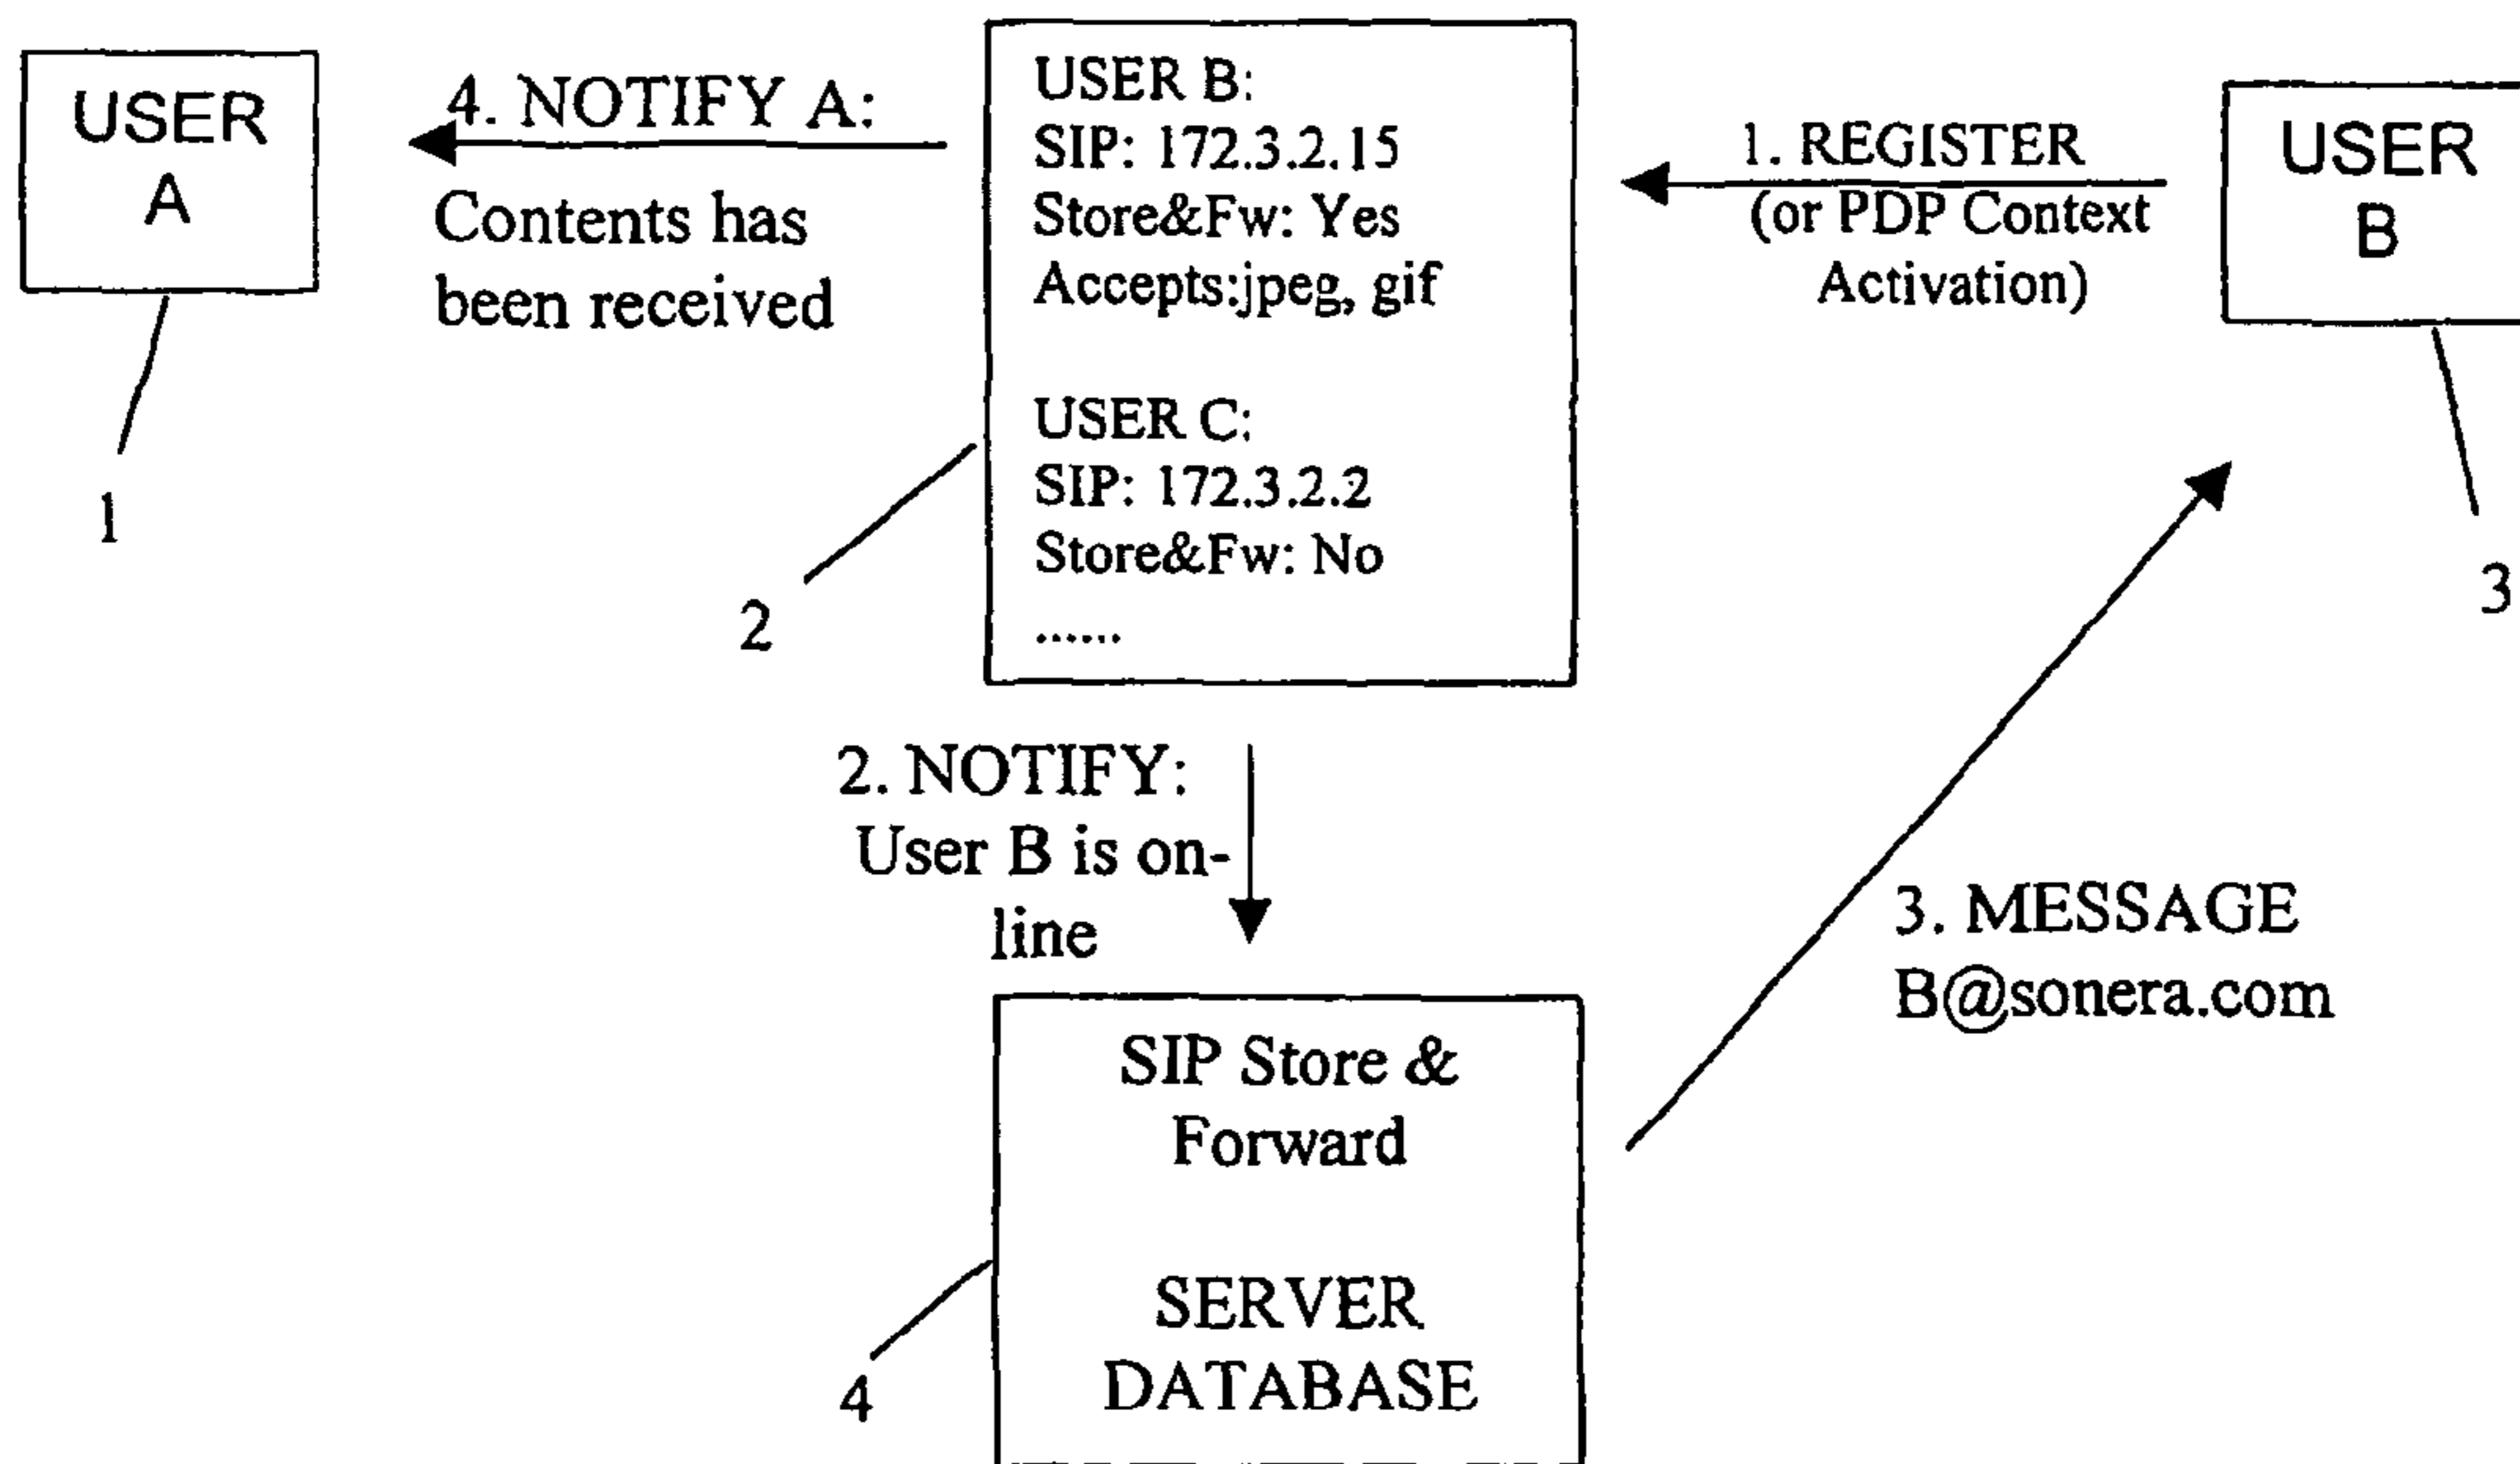 USER
A
1
4. NOTIFY A:
Contents has
been received
USER B:
SIP: 172.3.2.15
Store&Fw: Yes
Accepts:jpeg, gif
USER C:
SIP: 172.3.2.2
Store&Fw: No
......
2
1. REGISTER
(or PDP Context
Activation)
USER
B
3
2. NOTIFY:
User B is on-
line
3. MESSAGE
B@sonera.com
SIP Store &
Forward
SERVER
DATABASE
4